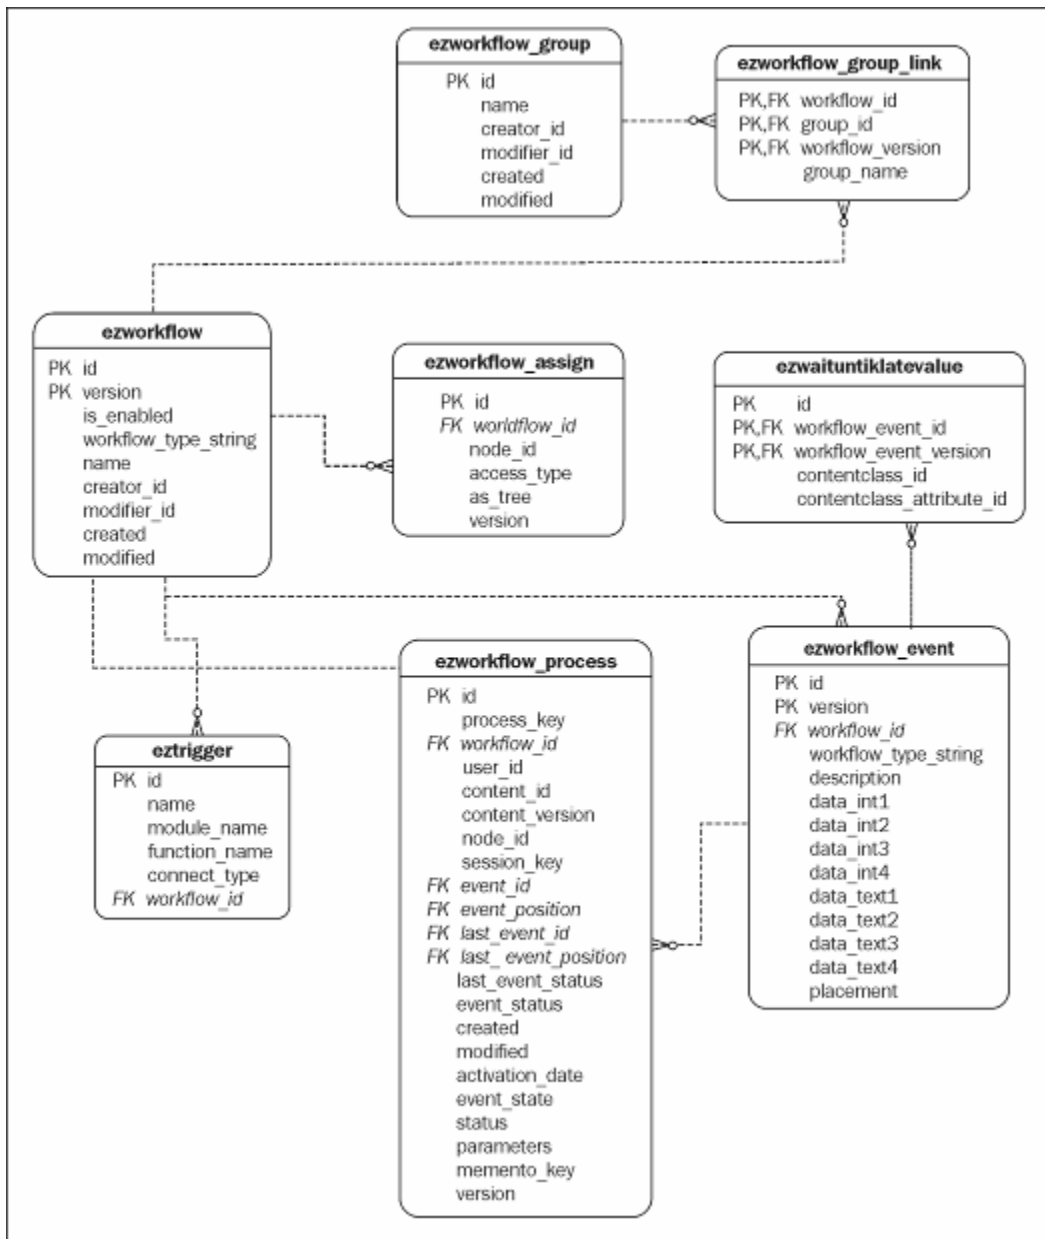 ezworkflow_group
PK id
name
creator_id
modifier_id
created
modified
ezworkflow_group_link
PK,FK workflow_id
PK,FK group_id
PK,FK workflow_version
group_name
ezworkflow
PK id
PK version
is_enabled
workflow_type_string
name
creator_id
modifier_id
created
modified
ezworkflow_assign
PK id
FK worldflow_id
node_id
access_type
as_tree
version
ezwaituntiklatevalue
PK id
PK,FK workflow_event_id
PK,FK workflow_event_version
contentclass_id
contentclass_attribute_id
eztrigger
PK id
name
module_name
function_name
connect_type
FK workflow_id
ezworkflow_process
PK id
process_key
FK workflow_id
user_id
content_id
content_version
node_id
session_key
FK event_id
FK event_position
FK last_event_id
FK last_ event_position
last_event_status
event_status
created
modified
activation_date
event_state
status
parameters
memento_key
version
ezworkflow_event
PK id
PK version
FK workflow_id
workflow_type_string
description
data_int1
data_int2
data_int3
data_int4
data_text1
data_text2
data_text3
data_text4
placement